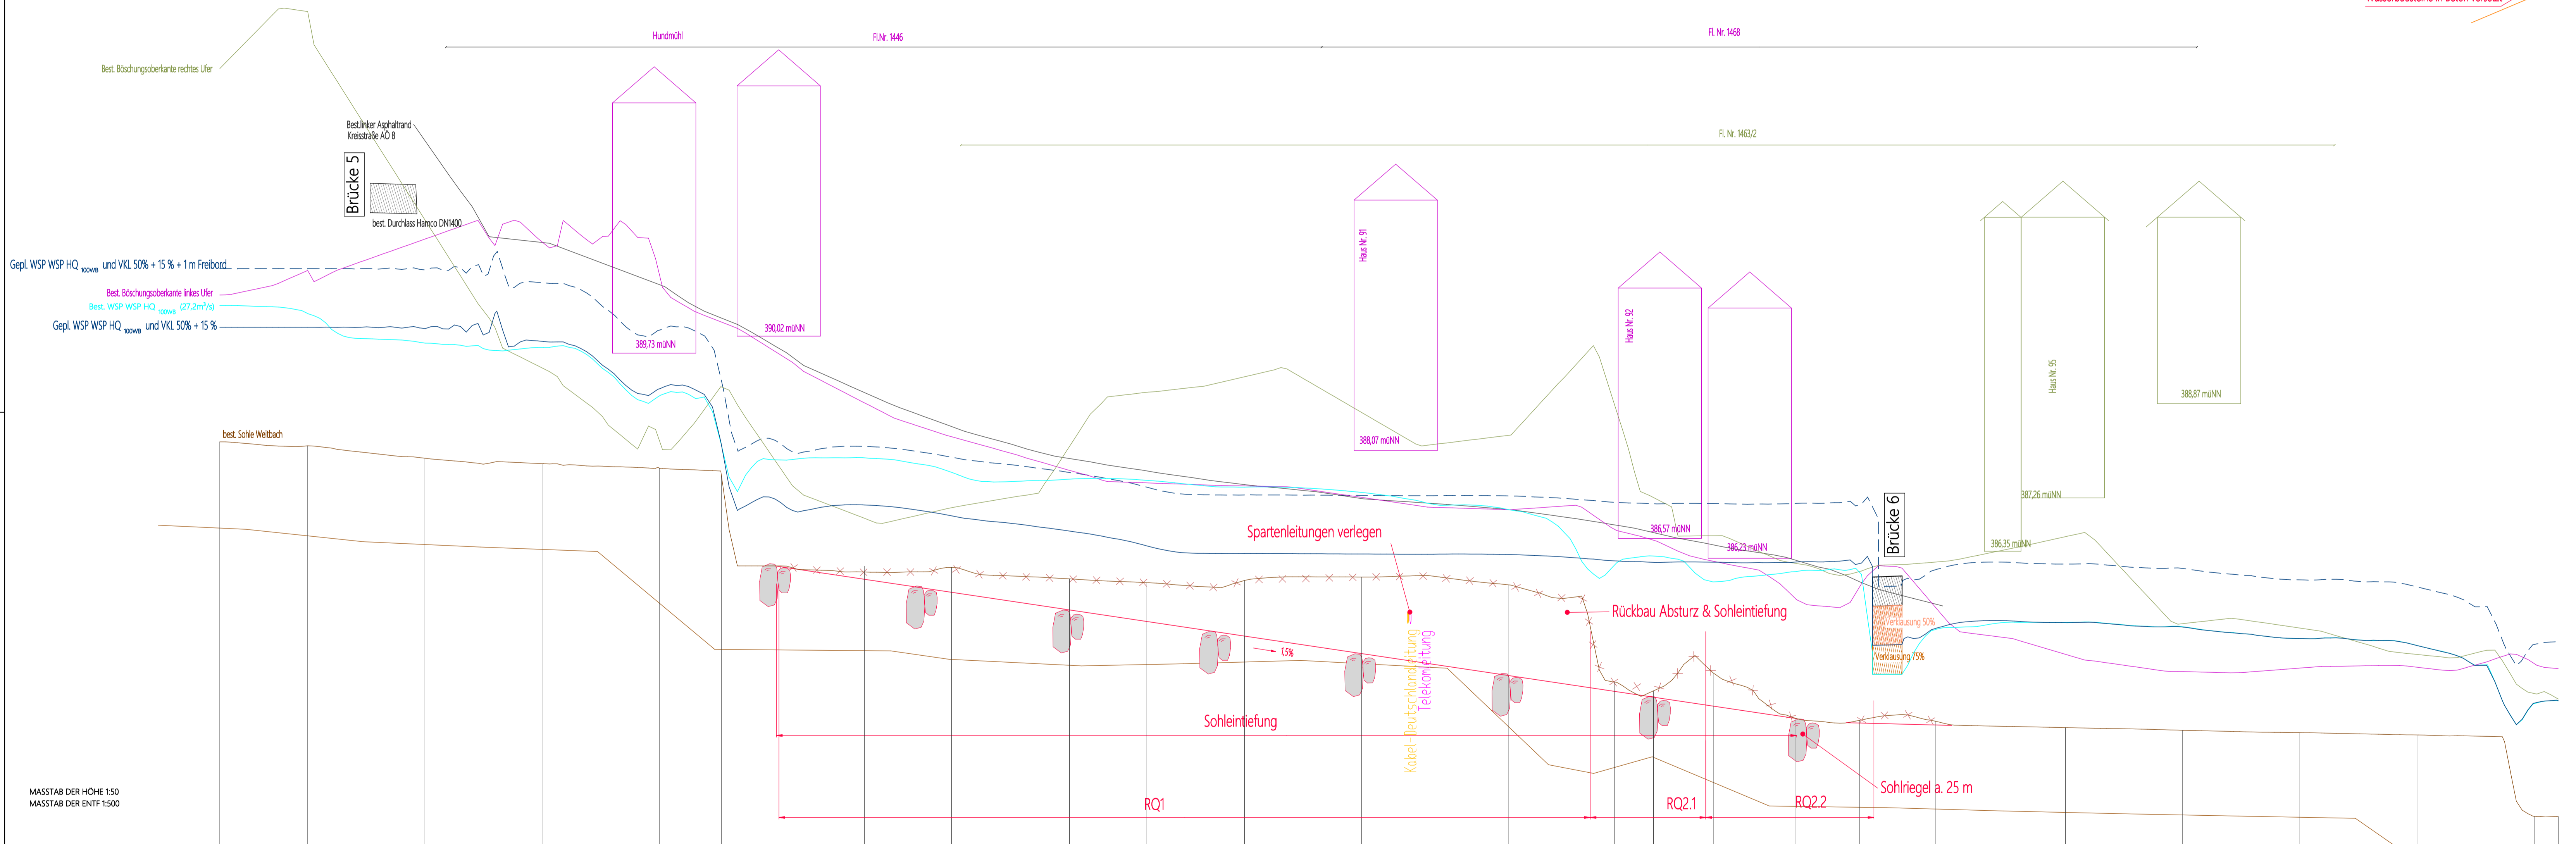 Hundmühl
Fl.Nr. 1446
Fl. Nr. 1468
Best. Böschungsoberkante rechtes Ufer
Best.linker Asphaltrand
Kreisstraße AÖ 8
Fl. Nr. 1463/2
Brücke 5
best. Durchlass Hamco DN1400
Haus Nr. 91
Gepl. WSP WSP HQ 100WB und VKL 50% + 15 % + 1 m Freibord
Best. Böschungsoberkante linkes Ufer
Best. WSP WSP HQ 100WB (27,2m³/s)
Gepl. WSP WSP HQ 100WB und VKL 50% + 15 %
389,73 müNN
390,02 müNN
Haus Nr. 92
Haus Nr. 95
388,87 müNN
best. Sohle Weitbach
388,07 müNN
387,26 müNN
Spartenleitungen verlegen
386,57 müNN
386,23 müNN
Brücke 6
386,35 müNN
Rückbau Absturz & Sohleintiefung
Verklausung 50%
1,5%
Kabel-Deutschlandleitung
Telekomleitung
Verklausung 75%
Sohleintiefung
MASSTAB DER HÖHE 1:50
MASSTAB DER ENTF 1:500
RQ1
RQ2.1
RQ2.2
Sohlriegel a. 25 m